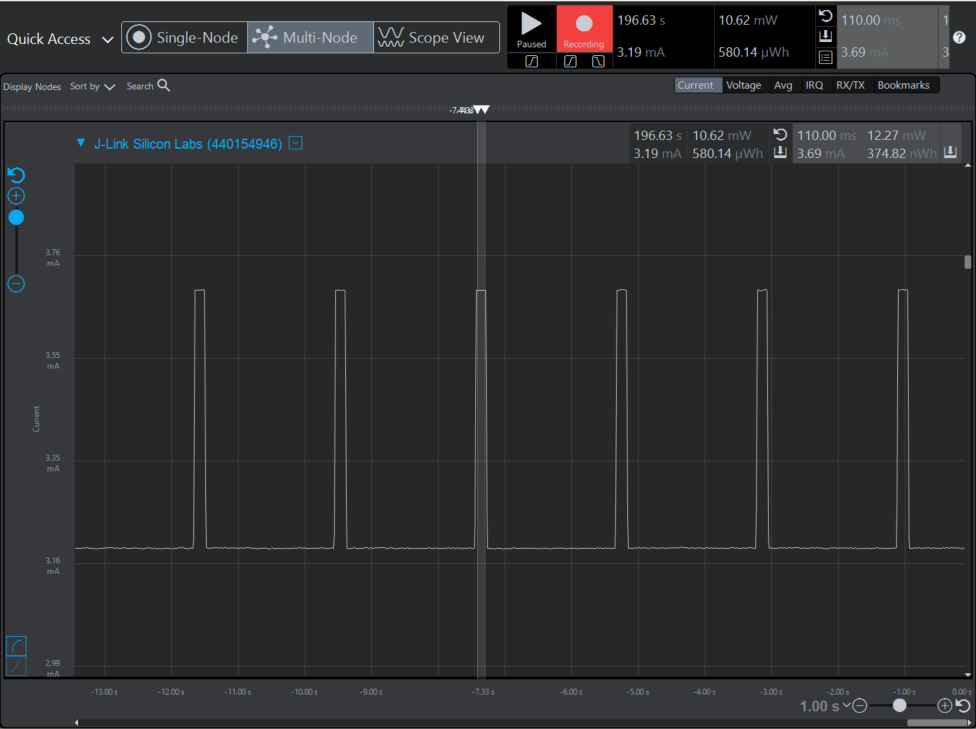 Quick Access
Single-Node
Multi-Node
Scope View
Paused
Recording
196.63 s
3.19 mA
10.62 mW
580.14 µWh
110.00 ms
3.69 mA
1
3
?
Display Nodes Sort by Search
Current Voltage Avg IRQ RX/TX Bookmarks
J-Link Silicon Labs (440154946)
196.63 s 10.62 mW
3.19 mA 580.14 µWh
110.00 ms 12.27 mW
3.69 mA 374.82 nWh
3.76
mA
3.55
mA
Current
3.35
mA
3.16
mA
2.99
mA
-13.00 s -12.00 s -11.00 s -10.00 s -9.00 s -7.33 s -6.00 s -5.00 s -4.00 s -3.00 s -2.00 s -1.00 s 0.00 s
1.00 s